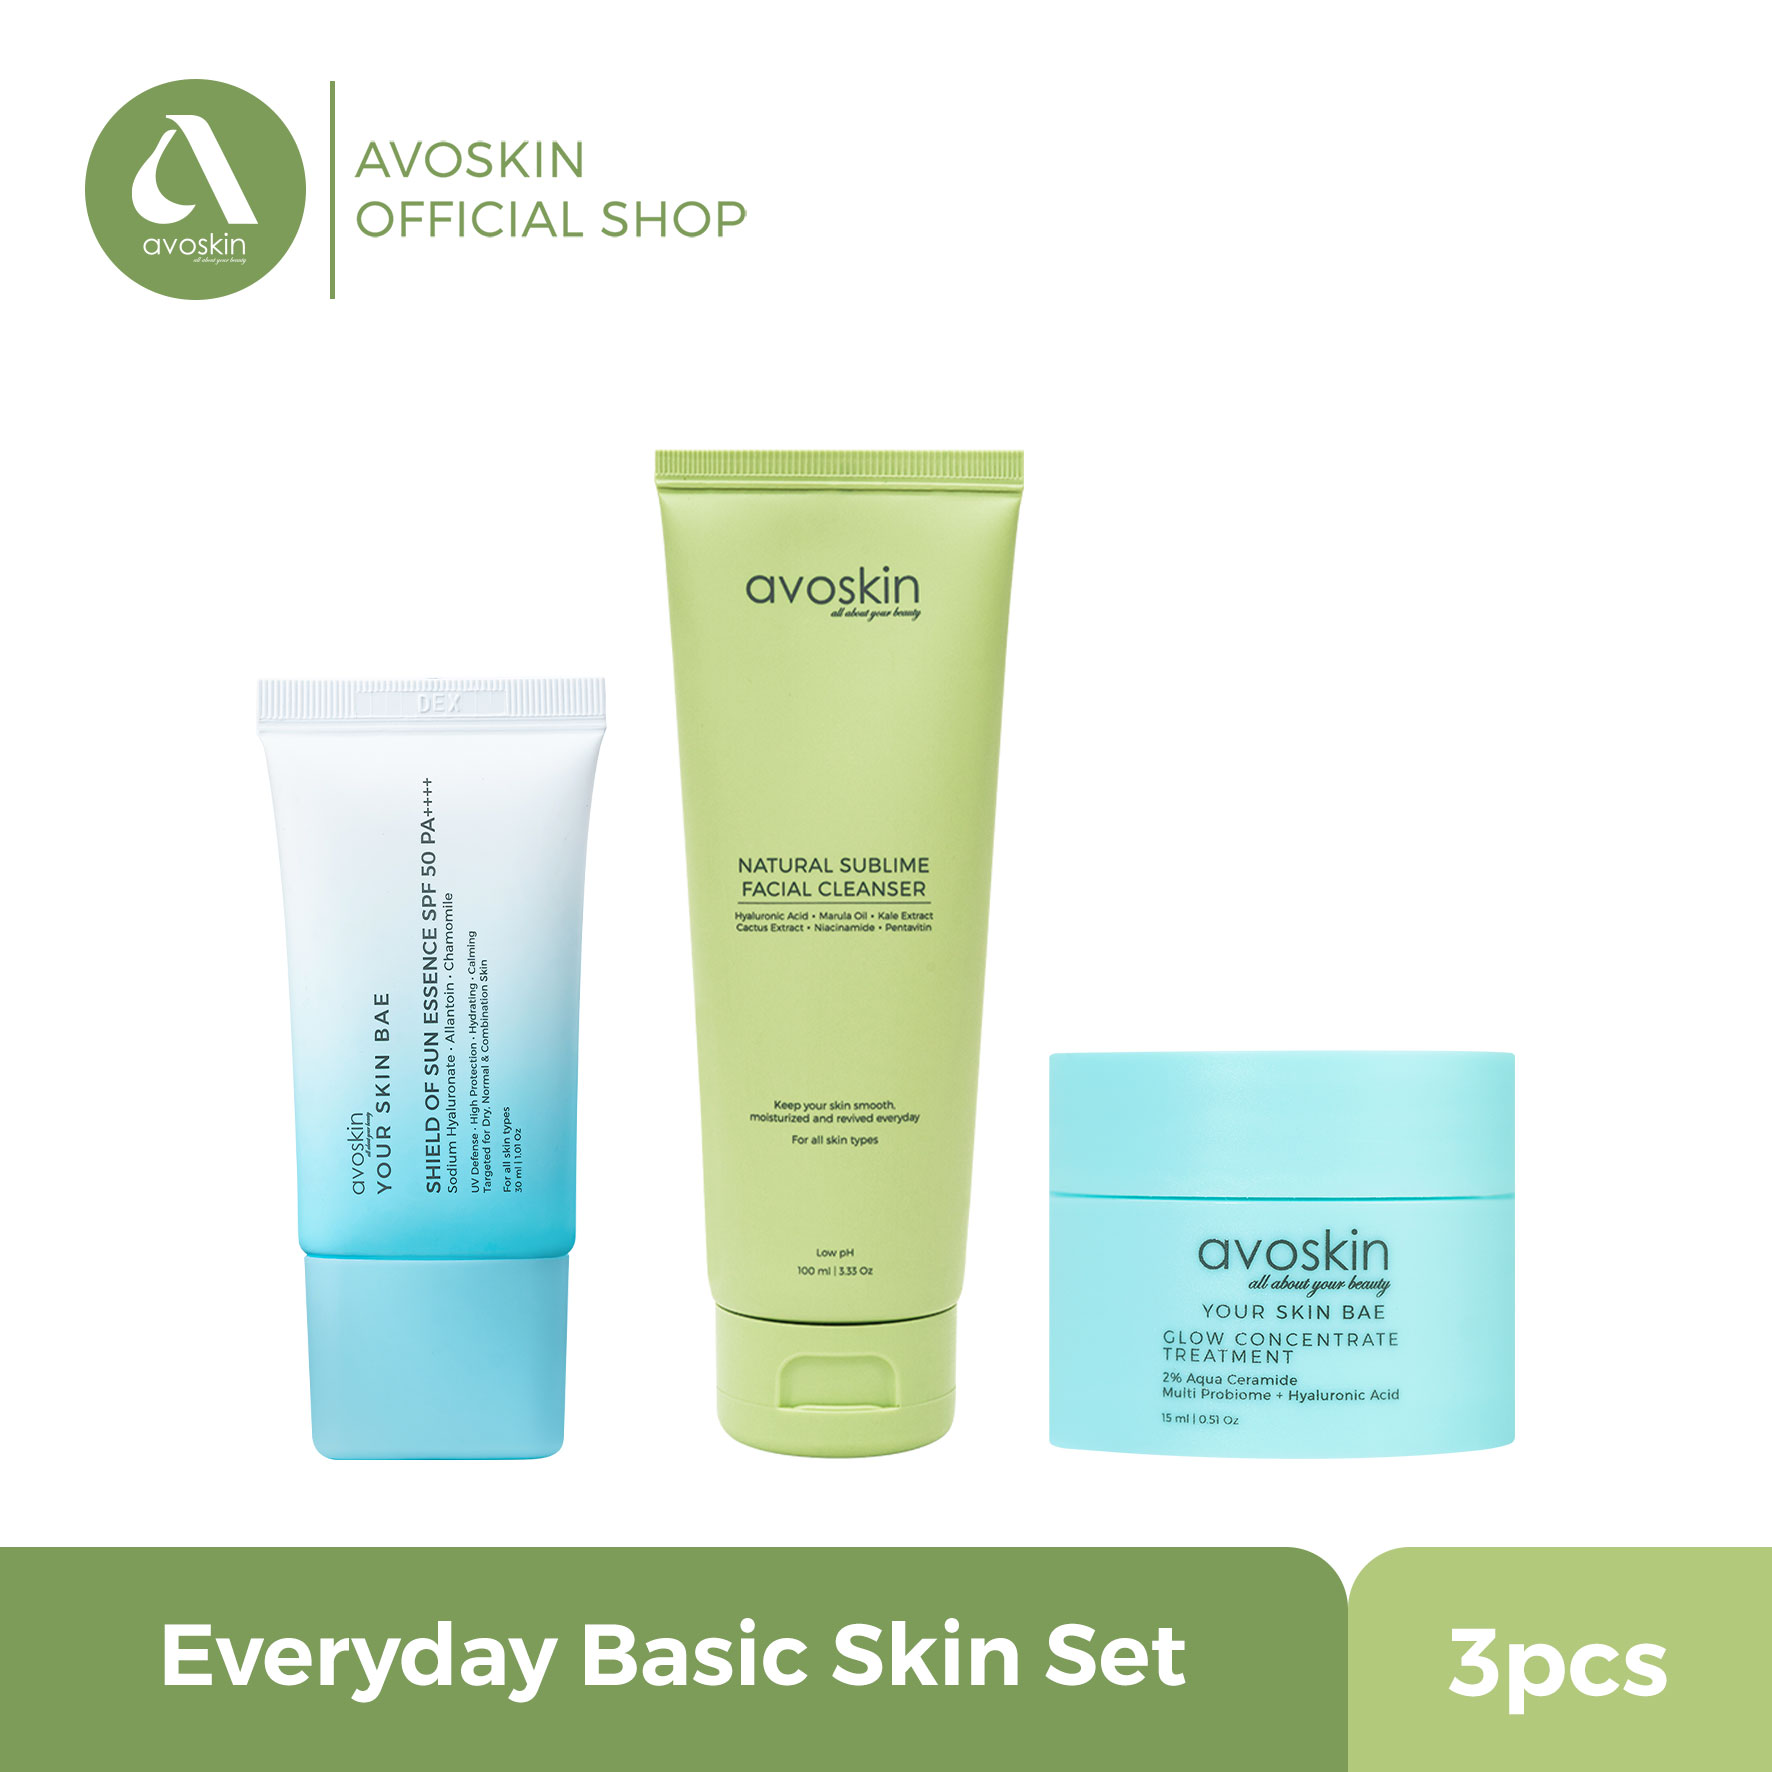 avoskin
all about your beauty
AVOSKIN
OFFICIAL SHOP
DEX
avoskin
all about your beauty
YOUR SKIN BAE
SHIELD OF SUN ESSENCE SPF 50 PA++++
Sodium Hyaluronate • Allantoin • Chamomile
UV Defense • High Protection • Hydrating • Calming
Targeted for Dry, Normal & Combination Skin
For all skin types
30 ml | 1.01 Oz
avoskin
all about your beauty
NATURAL SUBLIME
FACIAL CLEANSER
Hyaluronic Acid • Marula Oil • Kale Extract
Cactus Extract • Niacinamide • Pentavitin
Keep your skin smooth,
moisturized and revived everyday
For all skin types
Low pH
100 ml | 3.33 Oz
avoskin
all about your beauty
YOUR SKIN BAE
GLOW CONCENTRATE
TREATMENT
2% Aqua Ceramide
Multi Probiome + Hyaluronic Acid
15 ml | 0.51 Oz
Everyday Basic Skin Set
3pcs